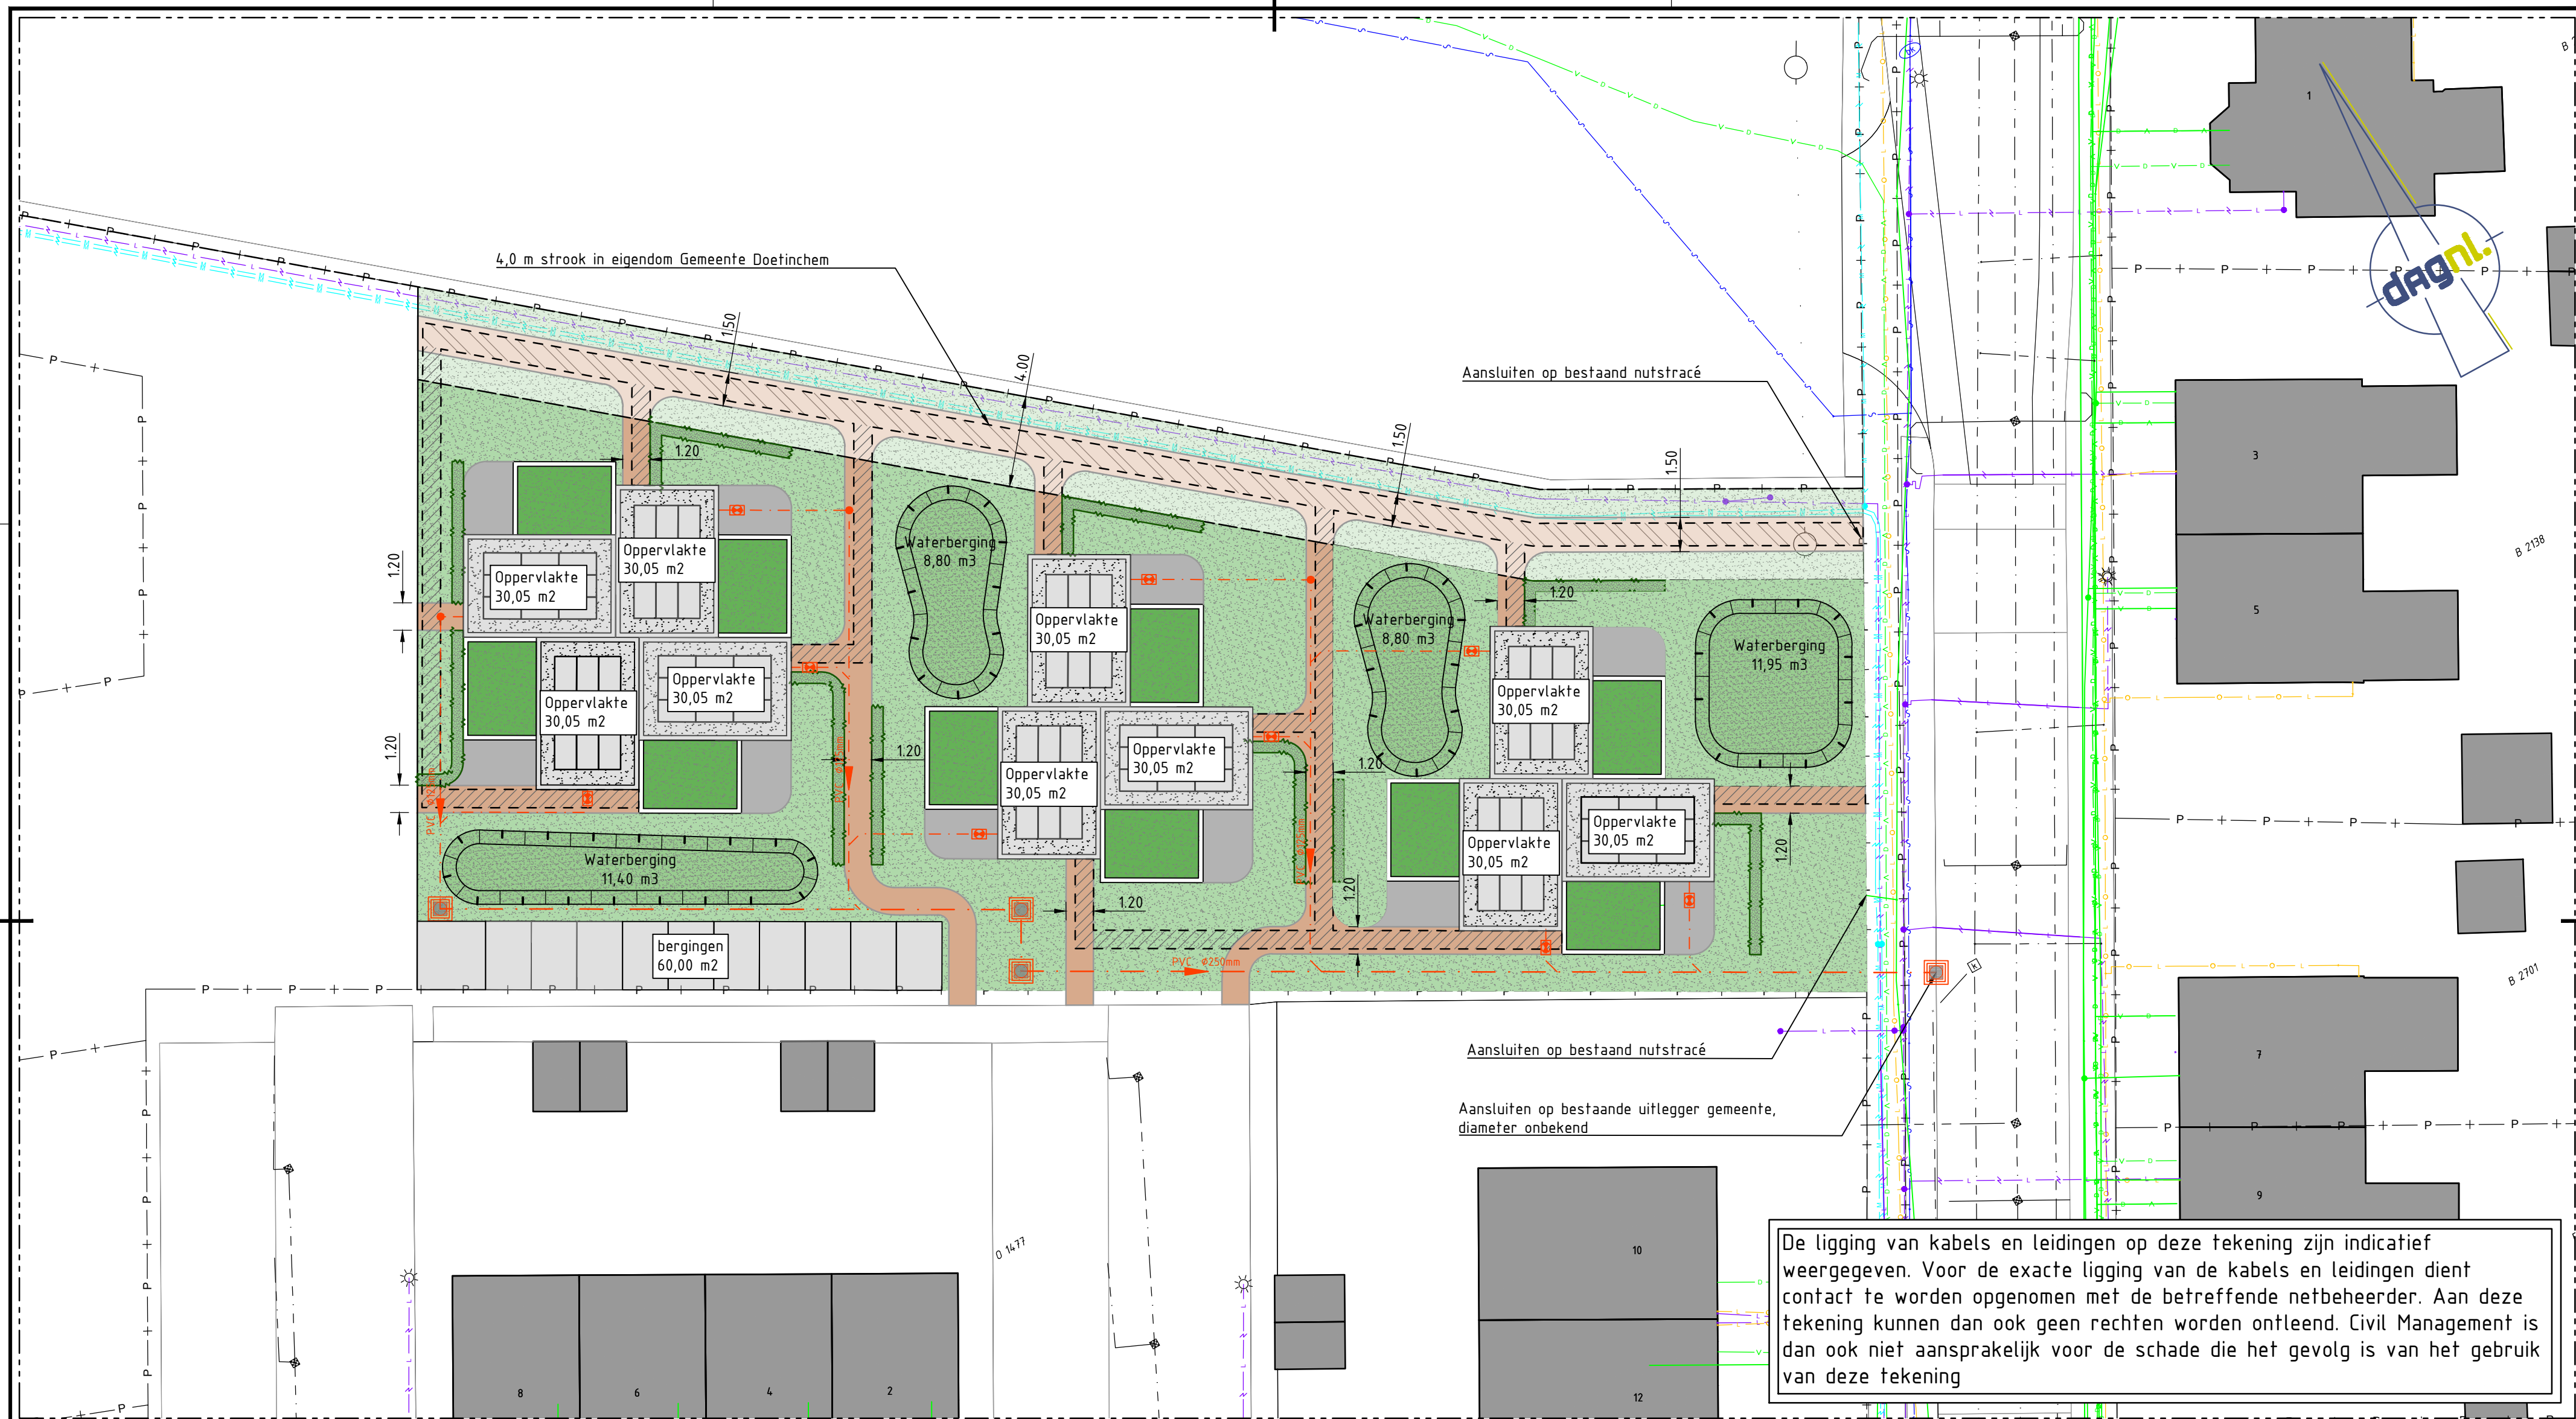 1
dagnl.
4,0 m strook in eigendom Gemeente Doetinchem
1.50
4.00
Aansluiten op bestaand nutstracé
1.50
1.50
3
B 2138
1.20
Oppervlakte
30,05 m2
Oppervlakte
30,05 m2
Waterberging
8,80 m3
1.20
Oppervlakte
30,05 m2
Waterberging
8,80 m3
1.20
Waterberging
11,95 m3
5
Oppervlakte
30,05 m2
Oppervlakte
30,05 m2
Oppervlakte
30,05 m2
1.20
1.20
Oppervlakte
30,05 m2
Oppervlakte
30,05 m2
1.20
1.20
Oppervlakte
30,05 m2
Oppervlakte
30,05 m2
1.20
Waterberging
11,40 m3
1.20
1.20
bergingen
60,00 m2
PVC ø250mm
B 2701
Aansluiten op bestaand nutstracé
7
Aansluiten op bestaande uitlegger gemeente,
diameter onbekend
9
O 1477
10
De ligging van kabels en leidingen op deze tekening zijn indicatief
weergegeven. Voor de exacte ligging van de kabels en leidingen dient
contact te worden opgenomen met de betreffende netbeheerder. Aan deze
tekening kunnen dan ook geen rechten worden ontleend. Civil Management is
dan ook niet aansprakelijk voor de schade die het gevolg is van het gebruik
van deze tekening
8
6
4
2
12